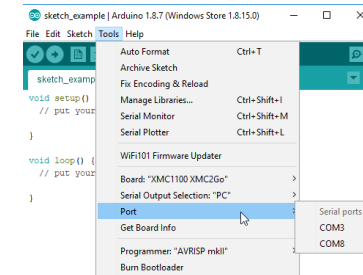 sketch_example | Arduino 1.8.7 (Windows Store 1.8.15.0)
File Edit Sketch Tools Help
sketch_examp
void setup()
// put your
}
void loop() {
// put your
}
Auto Format Ctrl+T
Archive Sketch
Fix Encoding & Reload
Manage Libraries... Ctrl+Shift+I
Serial Monitor Ctrl+Shift+M
Serial Plotter Ctrl+Shift+L
WiFi101 Firmware Updater
Board: "XMC1100 XMC2Go"
Serial Output Selection: "PC"
Port
Get Board Info
Programmer: "AVRISP mkII"
Burn Bootloader
Serial ports
COM3
COM8